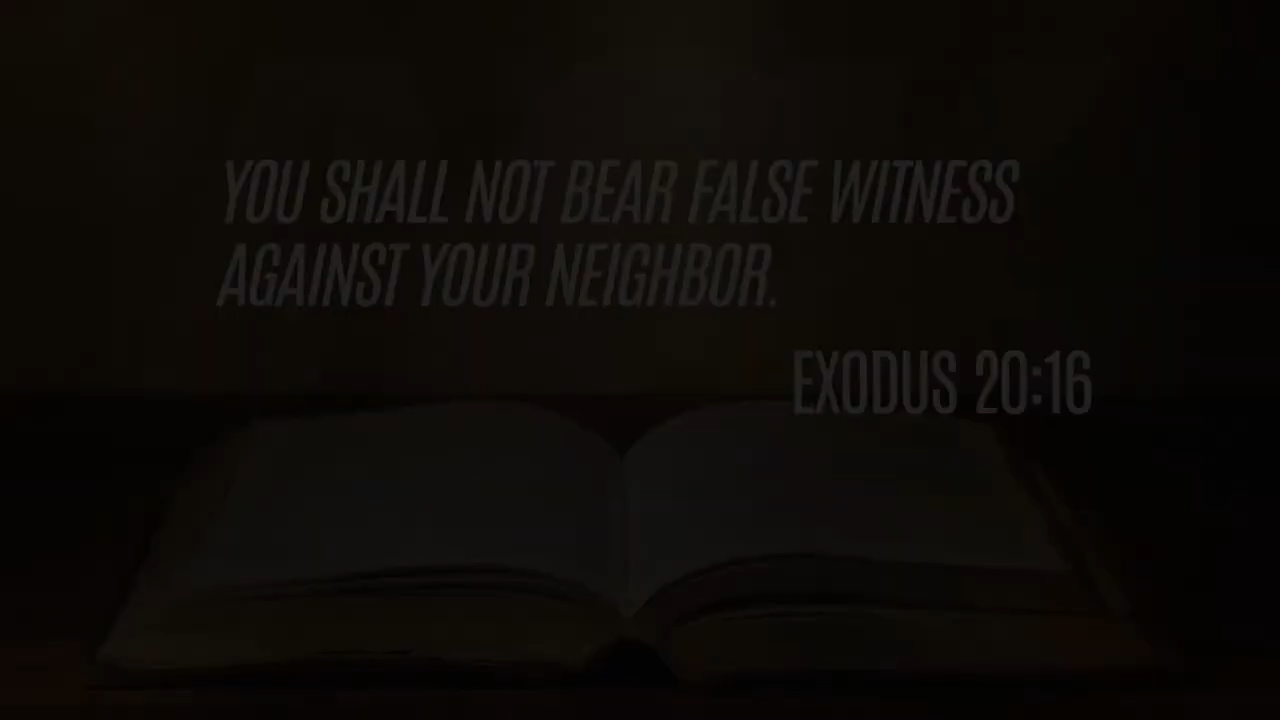 YOU SHALL NOT BEAR FALSE WITNESS
AGAINST YOUR NEIGHBOR.
EXODUS 20:16